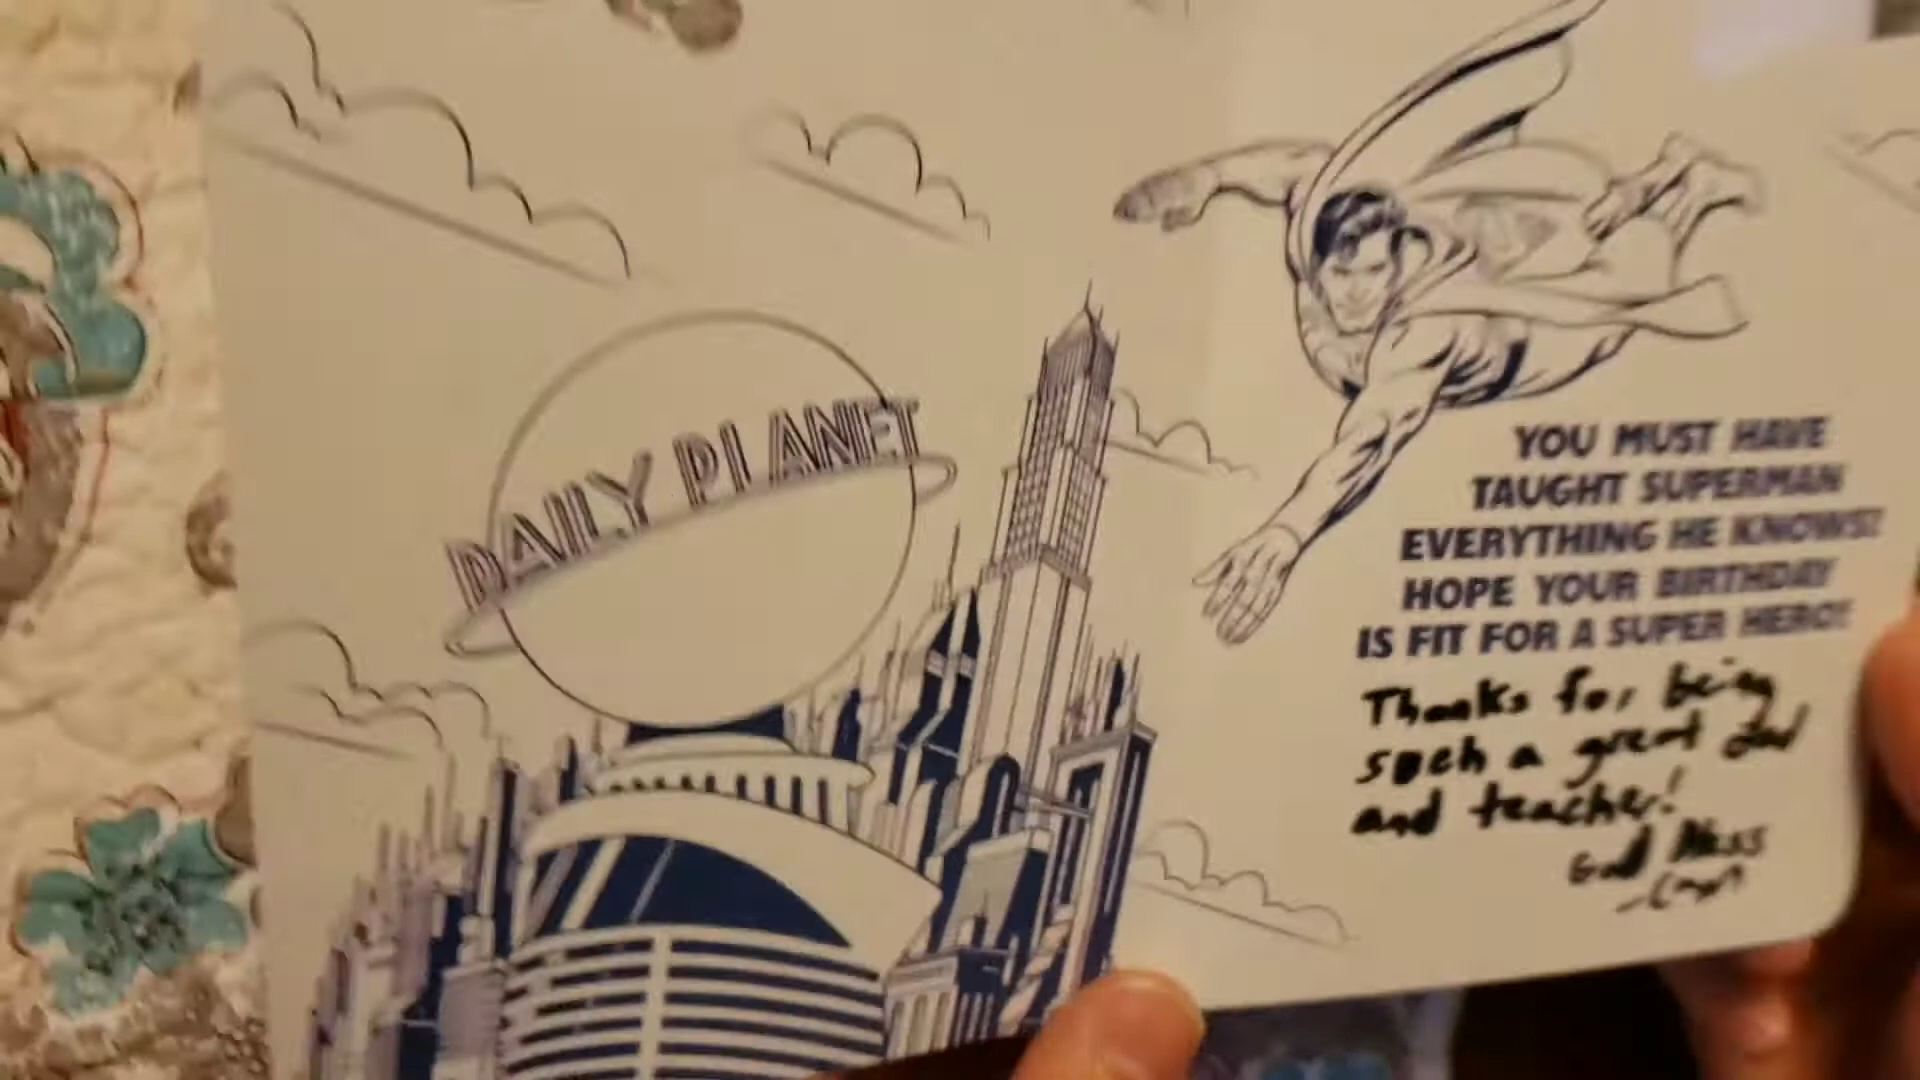 DAILY PLANET
YOU MUST HAVE
TAUGHT SUPERMAN
EVERYTHING HE KNOWS!
HOPE YOUR BIRTHDAY
IS FIT FOR A SUPER HERO!
Thanks for being
such a great dad
and teacher!
God Bless